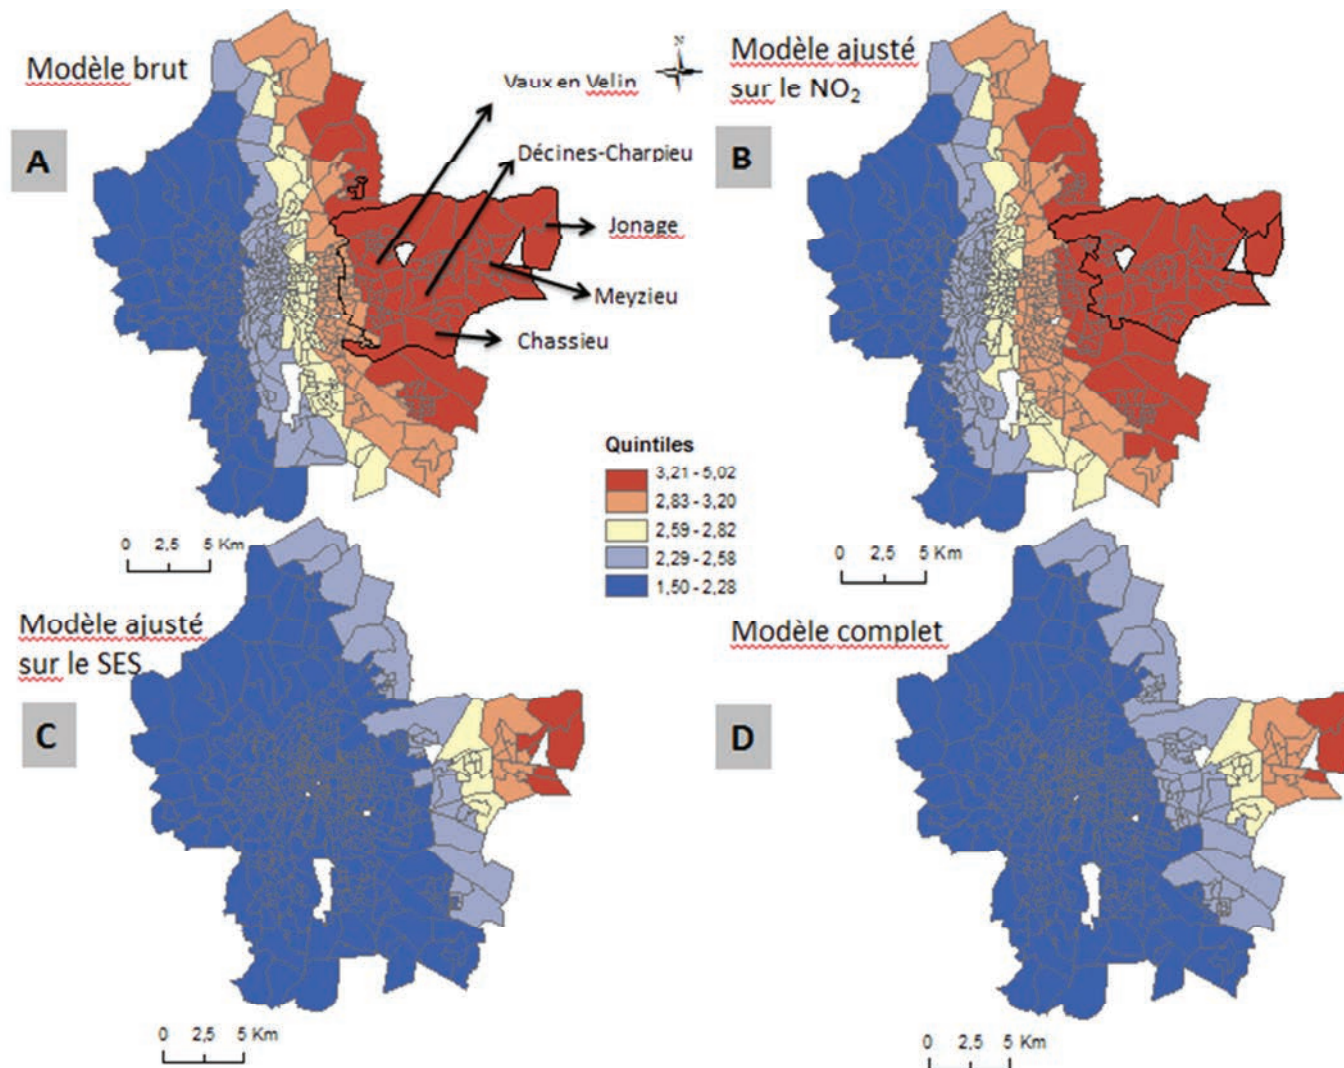 Modèle brut
A
Vaux en Velin
N
Décines-Charpieu
Jonage
Meyzieu
Chassieu
0 2,5 5 Km
Modèle ajusté
sur le NO₂
B
0 2,5 5 Km
Quintiles
3,21 - 5,02
2,83 - 3,20
2,59 - 2,82
2,29 - 2,58
1,50 - 2,28
Modèle ajusté
sur le SES
C
0 2,5 5 Km
Modèle complet
D
0 2,5 5 Km